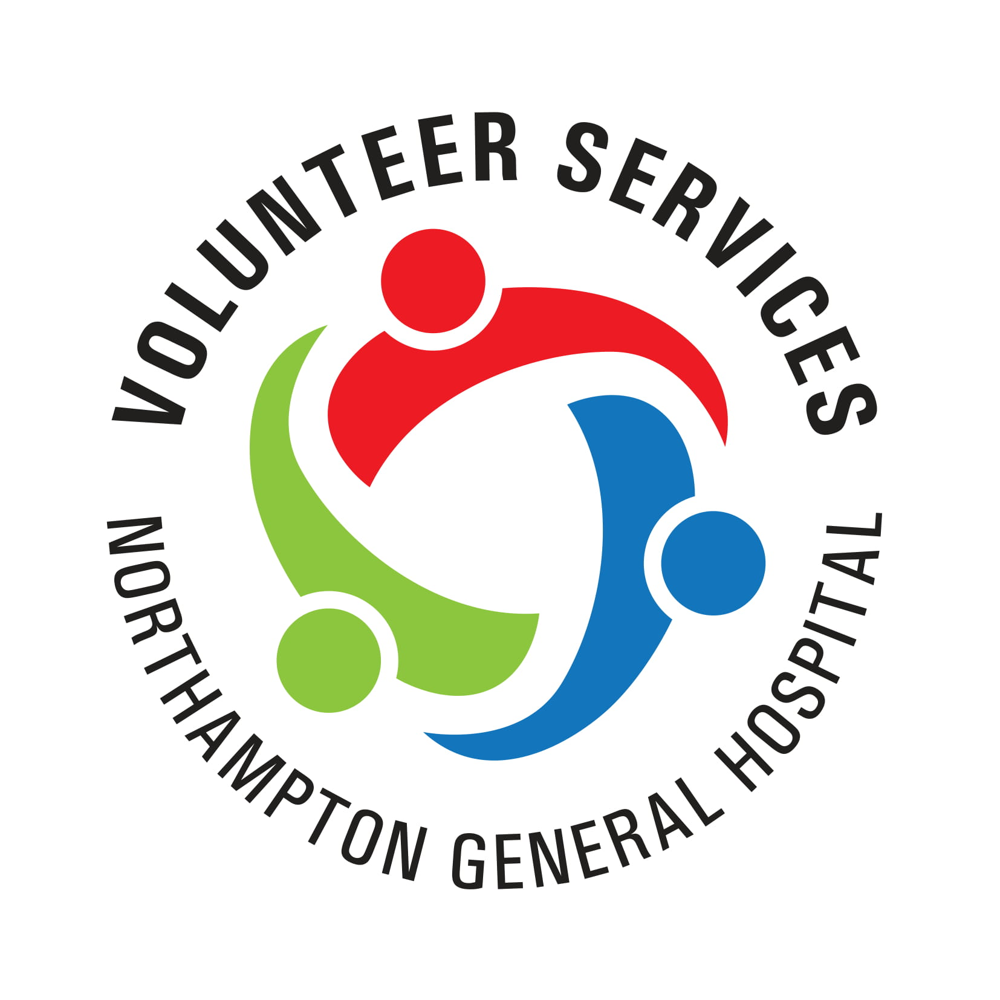 VOLUNTEER SERVICES
NORTHAMPTON GENERAL HOSPITAL